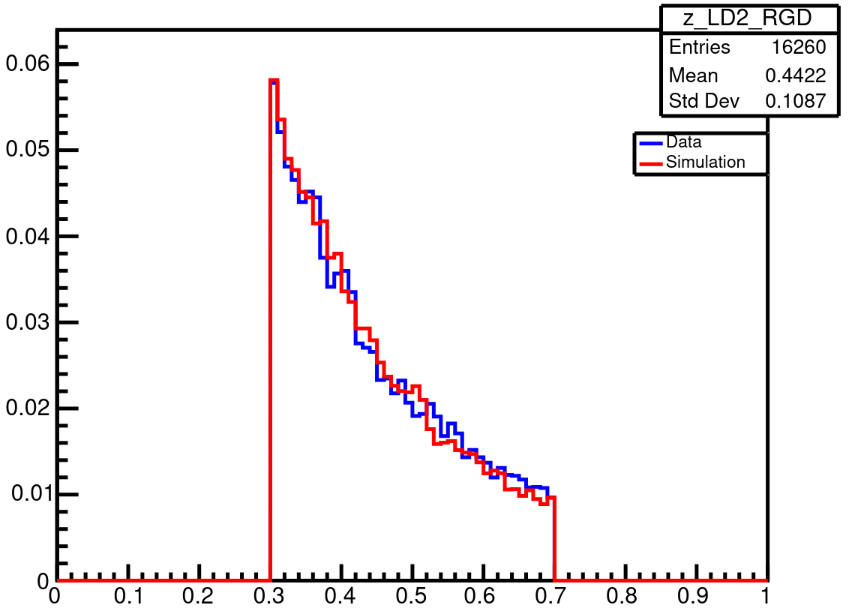 z_LD2_RGD
Entries 16260
Mean 0.4422
Std Dev 0.1087
Data
Simulation
0.06
0.05
0.04
0.03
0.02
0.01
0
0 0.1 0.2 0.3 0.4 0.5 0.6 0.7 0.8 0.9 1